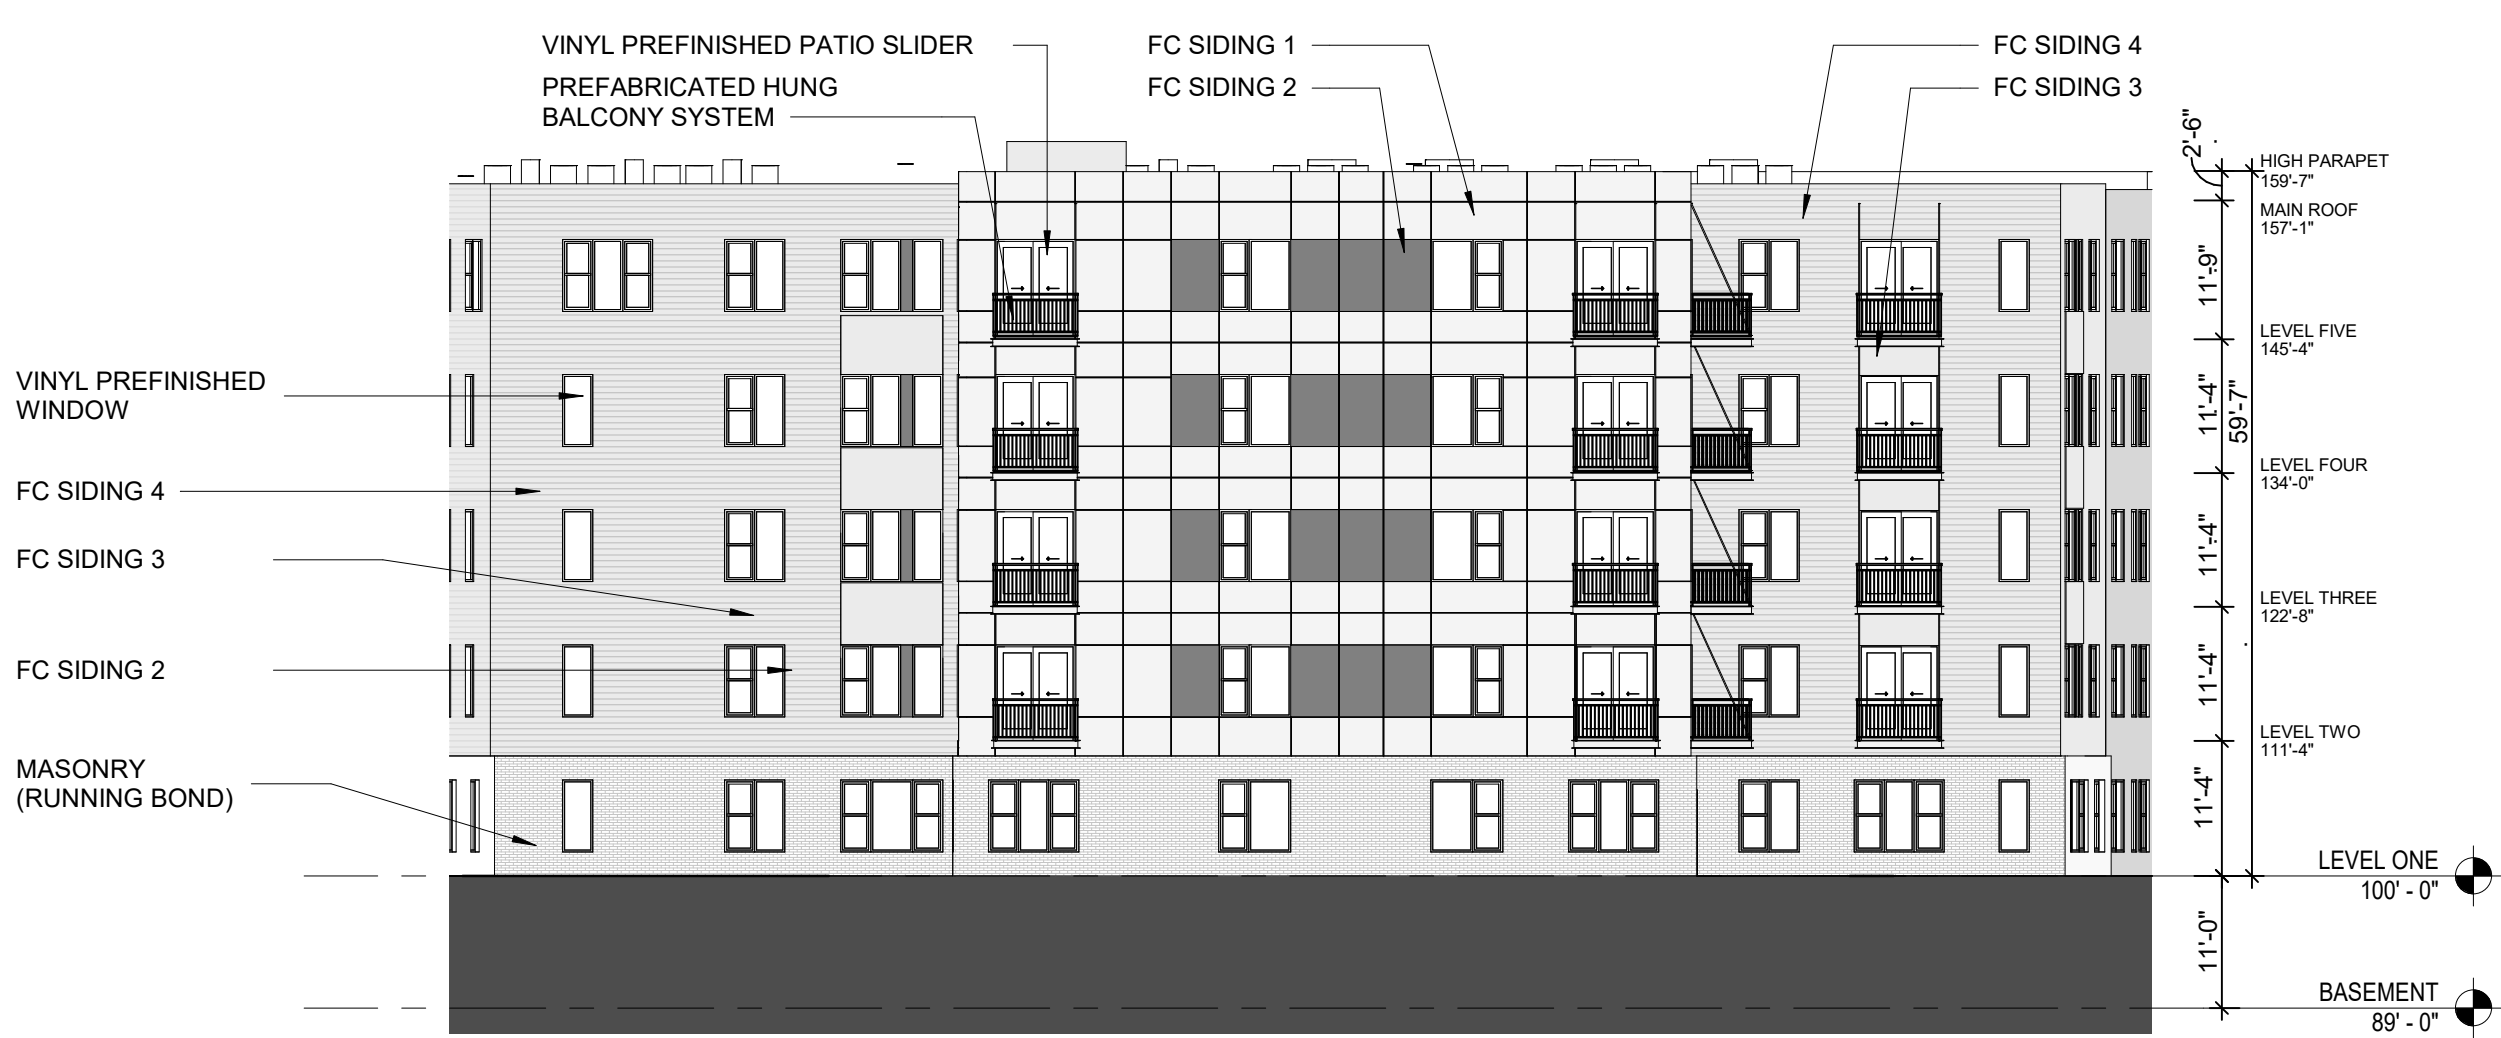 VINYL PREFINISHED PATIO SLIDER
PREFABRICATED HUNG
BALCONY SYSTEM
FC SIDING 1
FC SIDING 2
FC SIDING 4
FC SIDING 3
VINYL PREFINISHED
WINDOW
FC SIDING 4
FC SIDING 3
FC SIDING 2
MASONRY
(RUNNING BOND)
2'-6"
11'-9"
11'-4"
11'-4"
11'-4"
11'-4"
11'-0"
59'-7"
HIGH PARAPET
159'-7"
MAIN ROOF
157'-1"
LEVEL FIVE
145'-4"
LEVEL FOUR
134'-0"
LEVEL THREE
122'-8"
LEVEL TWO
111'-4"
LEVEL ONE
100' - 0"
BASEMENT
89' - 0"